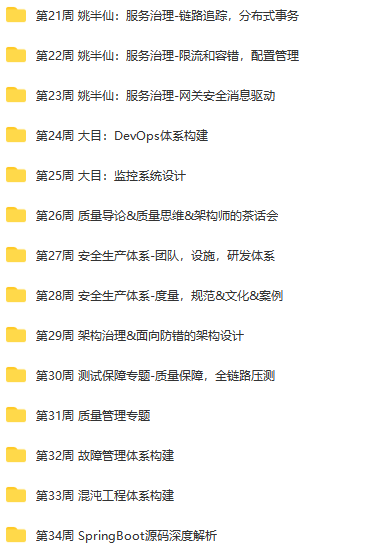 第21周 姚半仙：服务治理-链路追踪，分布式事务
第22周 姚半仙：服务治理-限流和容错，配置管理
第23周 姚半仙：服务治理-网关安全消息驱动
第24周 大目：DevOps体系构建
第25周 大目：监控系统设计
第26周 质量导论&质量思维&架构师的茶话会
第27周 安全生产体系-团队，设施，研发体系
第28周 安全生产体系-度量，规范&文化&案例
第29周 架构治理&面向防错的架构设计
第30周 测试保障专题-质量保障，全链路压测
第31周 质量管理专题
第32周 故障管理体系构建
第33周 混沌工程体系构建
第34周 SpringBoot源码深度解析